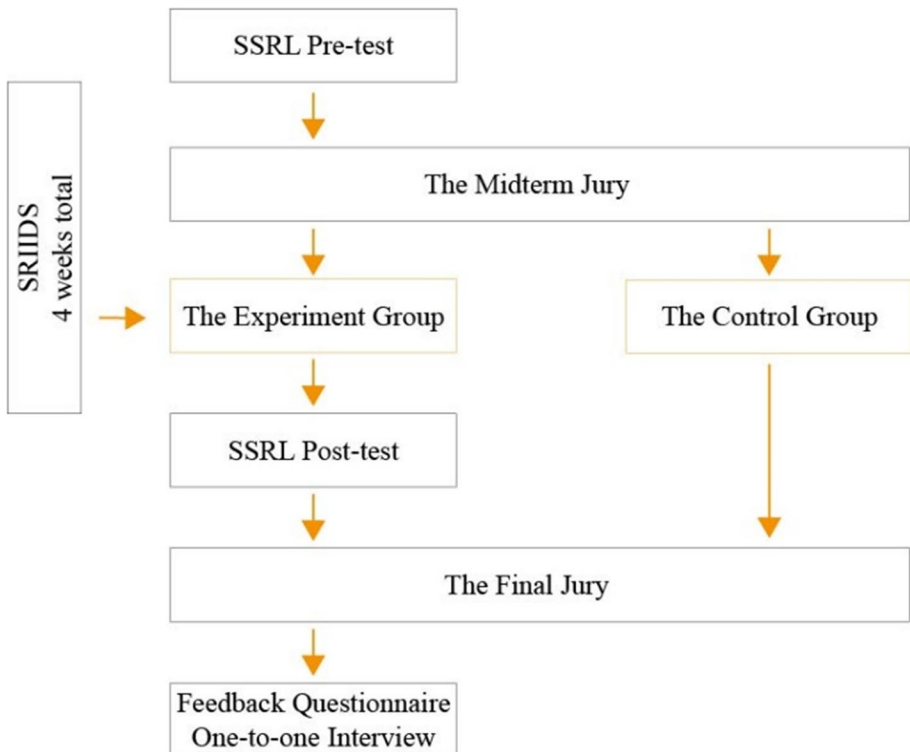 SSRL Pre-test
SRIIDS
4 weeks total
The Midterm Jury
The Experiment Group
The Control Group
SSRL Post-test
The Final Jury
Feedback Questionnaire
One-to-one Interview